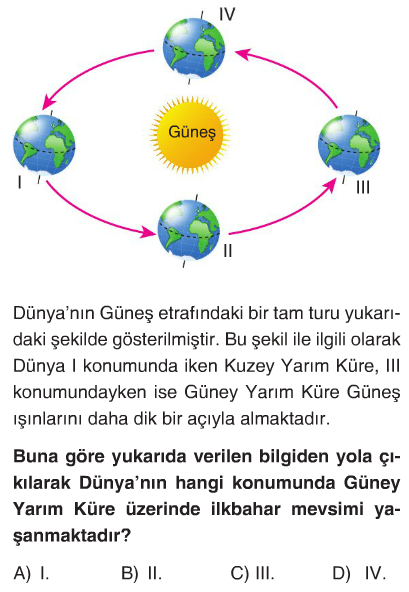 IV
Güneş
I
III
II
Dünya’nın Güneş etrafındaki bir tam turu yukarı-
daki şekilde gösterilmiştir. Bu şekil ile ilgili olarak
Dünya I konumunda iken Kuzey Yarım Küre, III
konumundayken ise Güney Yarım Küre Güneş
ışınlarını daha dik bir açıyla almaktadır.
Buna göre yukarıda verilen bilgiden yola çı-
kılarak Dünya’nın hangi konumunda Güney
Yarım Küre üzerinde ilkbahar mevsimi ya-
şanmaktadır?
A) I. B) II. C) III. D) IV.